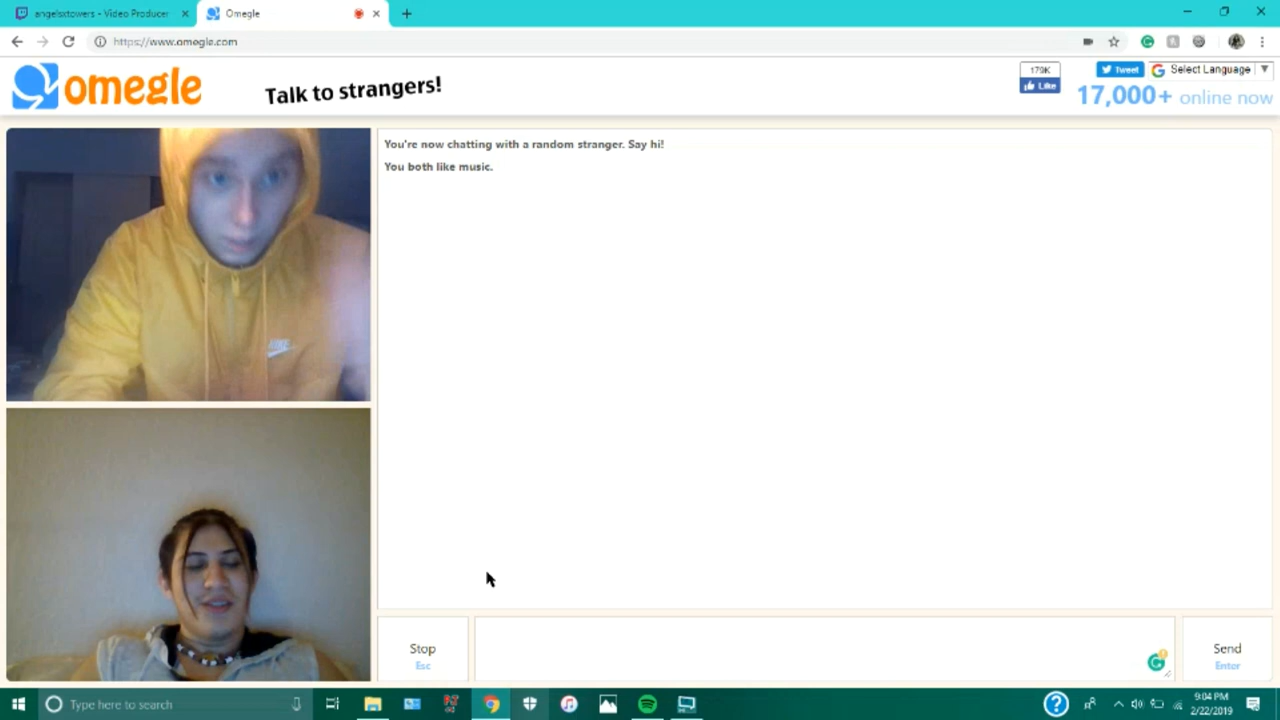 angelsixtowers - Video Producer
Omegle
https://www.omegle.com
omegle
Talk to strangers!
179K
Like
Tweet
Select Language
17,000+ online now
You're now chatting with a random stranger. Say hi!
You both like music.
NIKE
Stop
Esc
Send
Enter
Type here to search
9:04 PM
2/22/2019